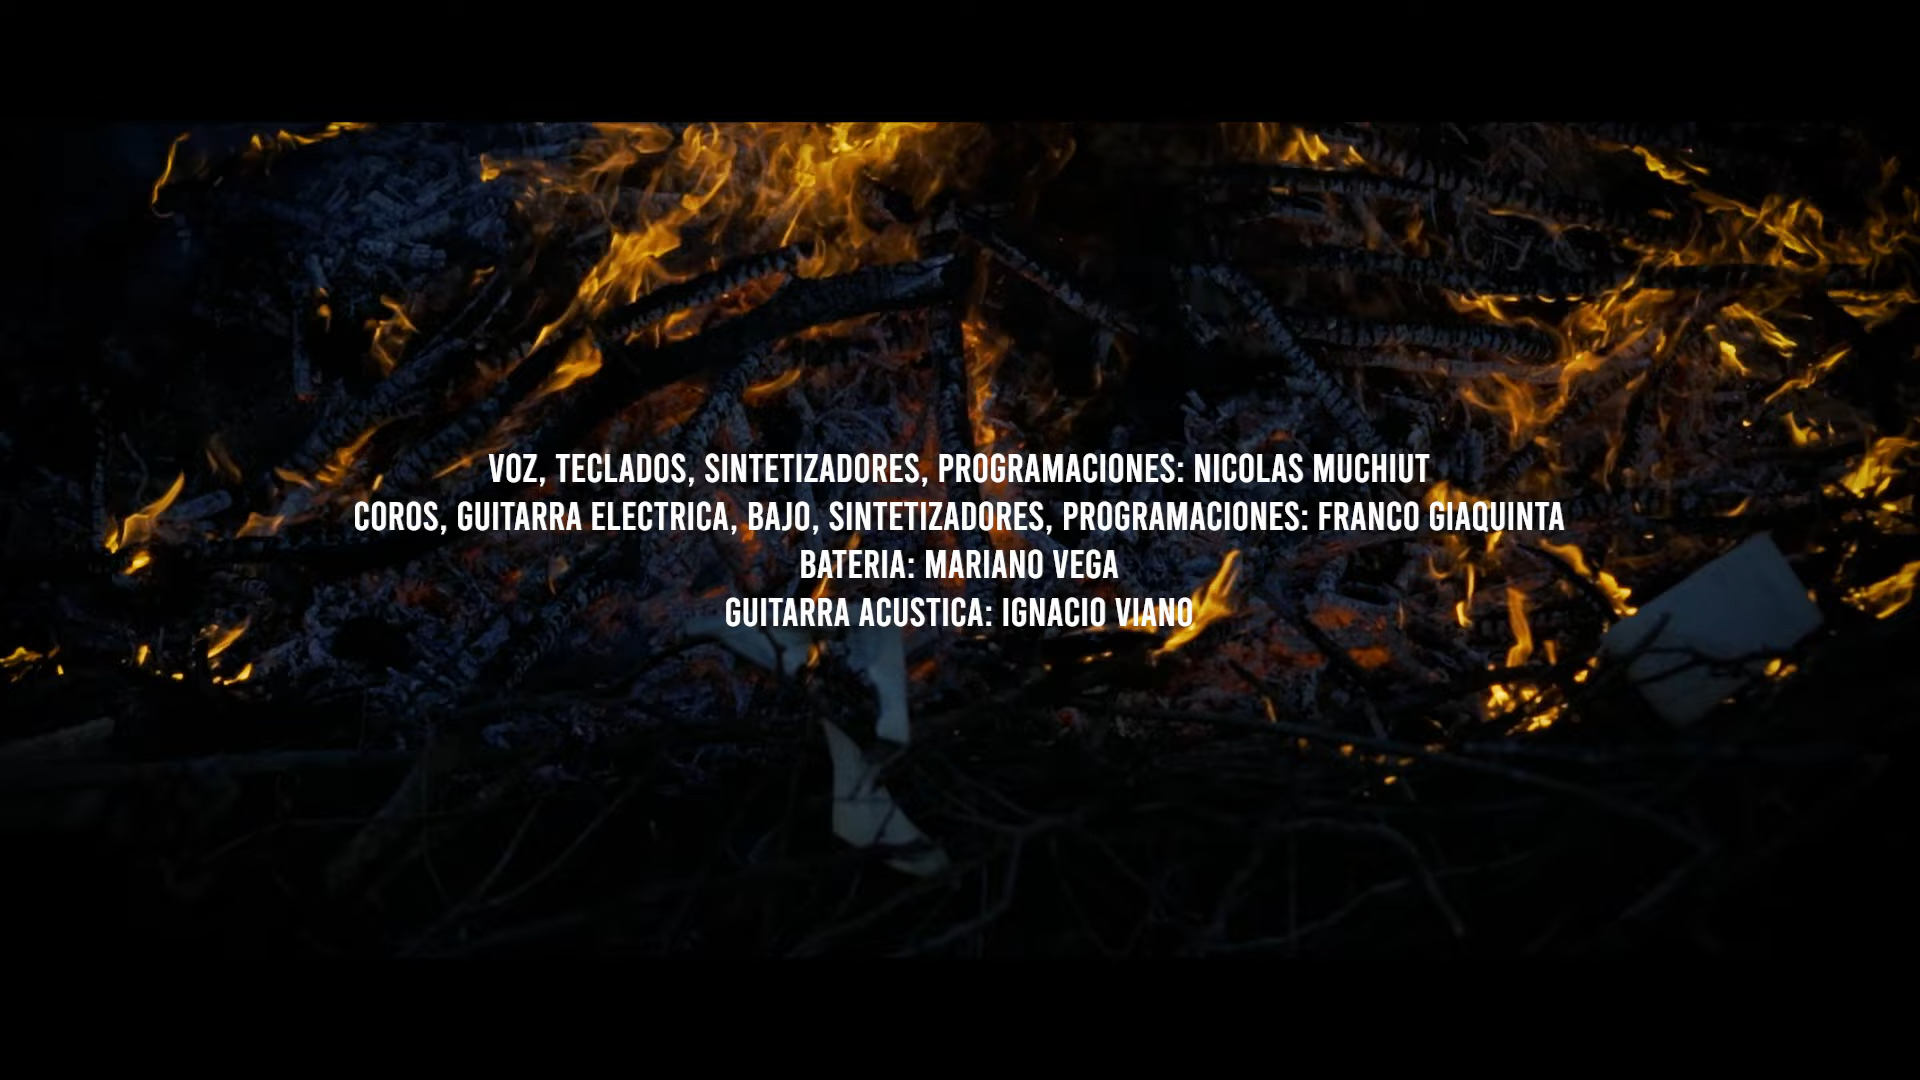 VOZ, TECLADOS, SINTETIZADORES, PROGRAMACIONES: NICOLAS MUCHIUT
COROS, GUITARRA ELECTRICA, BAJO, SINTETIZADORES, PROGRAMACIONES: FRANCO GIAQUINTA
BATERIA: MARIANO VEGA
GUITARRA ACUSTICA: IGNACIO VIANO